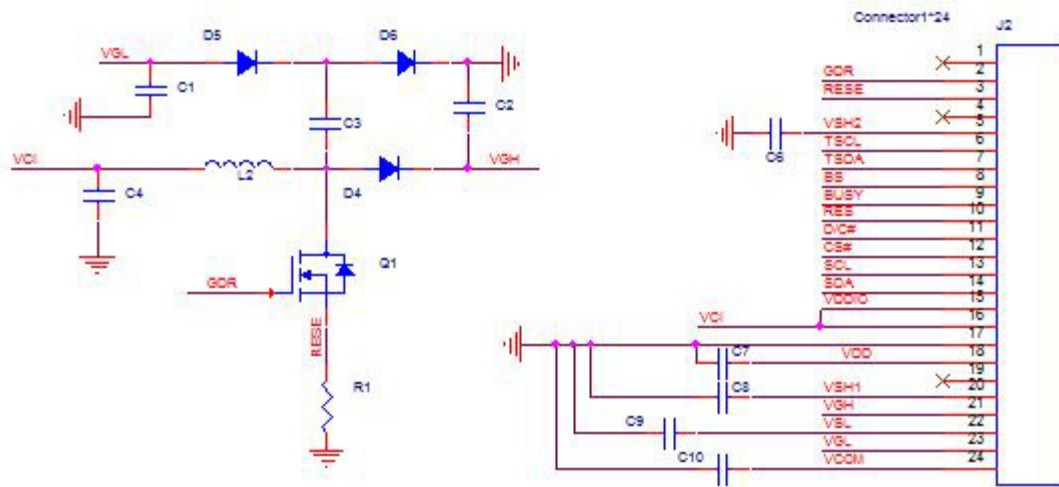 Connector1*24
J2
D5
D6
VGL
C1
C2
C3
VCI
L2
D4
VGH
C4
Q1
GDR
RESE
R1
1
GDR
2
RESE
3
4
5
VSH2
C6
6
TSCL
7
TSDA
8
BS
9
BUSY
10
RES
11
D/C#
12
CS#
13
SCL
14
SDA
15
VDDIO
16
VCI
17
C7
VDD
18
19
C8
VSH1
20
VGH
21
C9
VSL
22
VGL
23
C10
VCOM
24